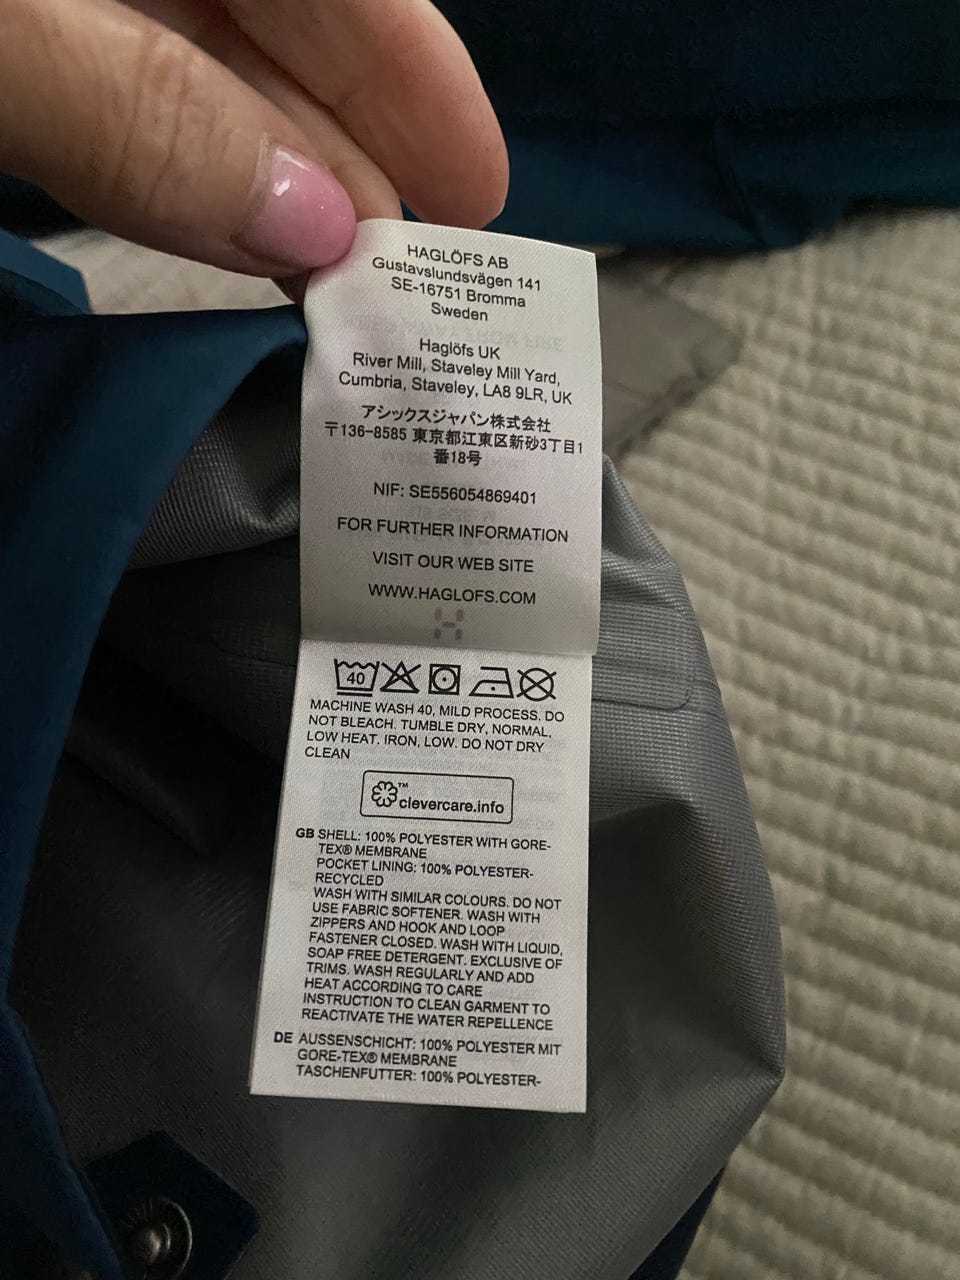 HAGLÖFS AB
Gustavslundsvägen 141
SE-16751 Bromma
Sweden
Haglöfs UK
River Mill, Staveley Mill Yard,
Cumbria, Staveley, LA8 9LR, UK
アシックスジャパン株式会社
〒136-8585 東京都江東区新砂3丁目1
番18号
NIF: SE556054869401
FOR FURTHER INFORMATION
VISIT OUR WEB SITE
WWW.HAGLOFS.COM
40
MACHINE WASH 40, MILD PROCESS. DO
NOT BLEACH. TUMBLE DRY, NORMAL,
LOW HEAT. IRON, LOW. DO NOT DRY
CLEAN
™
clevercare.info
GB SHELL: 100% POLYESTER WITH GORE-
TEX® MEMBRANE
POCKET LINING: 100% POLYESTER-
RECYCLED
WASH WITH SIMILAR COLOURS. DO NOT
USE FABRIC SOFTENER. WASH WITH
ZIPPERS AND HOOK AND LOOP
FASTENER CLOSED. WASH WITH LIQUID,
SOAP FREE DETERGENT. EXCLUSIVE OF
TRIMS. WASH REGULARLY AND ADD
HEAT ACCORDING TO CARE
INSTRUCTION TO CLEAN GARMENT TO
REACTIVATE THE WATER REPELLENCE
DE AUSSENSCHICHT: 100% POLYESTER MIT
GORE-TEX® MEMBRANE
TASCHENFUTTER: 100% POLYESTER-